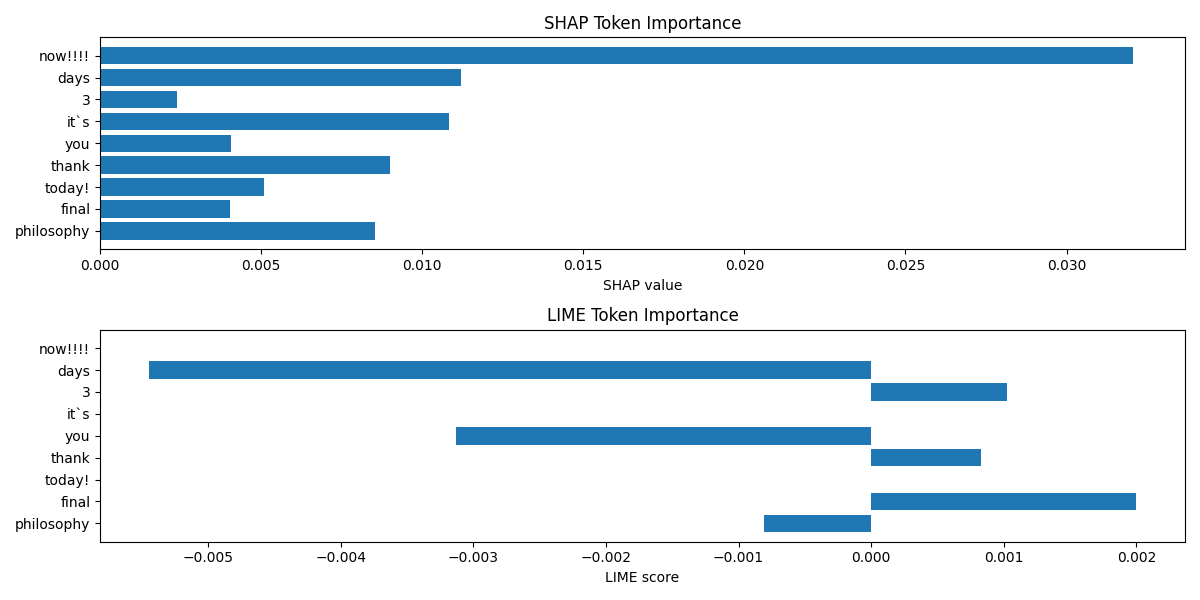 SHAP Token Importance
now!!!!
days
3
it`s
you
thank
today!
final
philosophy
0.000 0.005 0.010 0.015 0.020 0.025 0.030
SHAP value
LIME Token Importance
now!!!!
days
3
it`s
you
thank
today!
final
philosophy
−0.005 −0.004 −0.003 −0.002 −0.001 0.000 0.001 0.002
LIME score